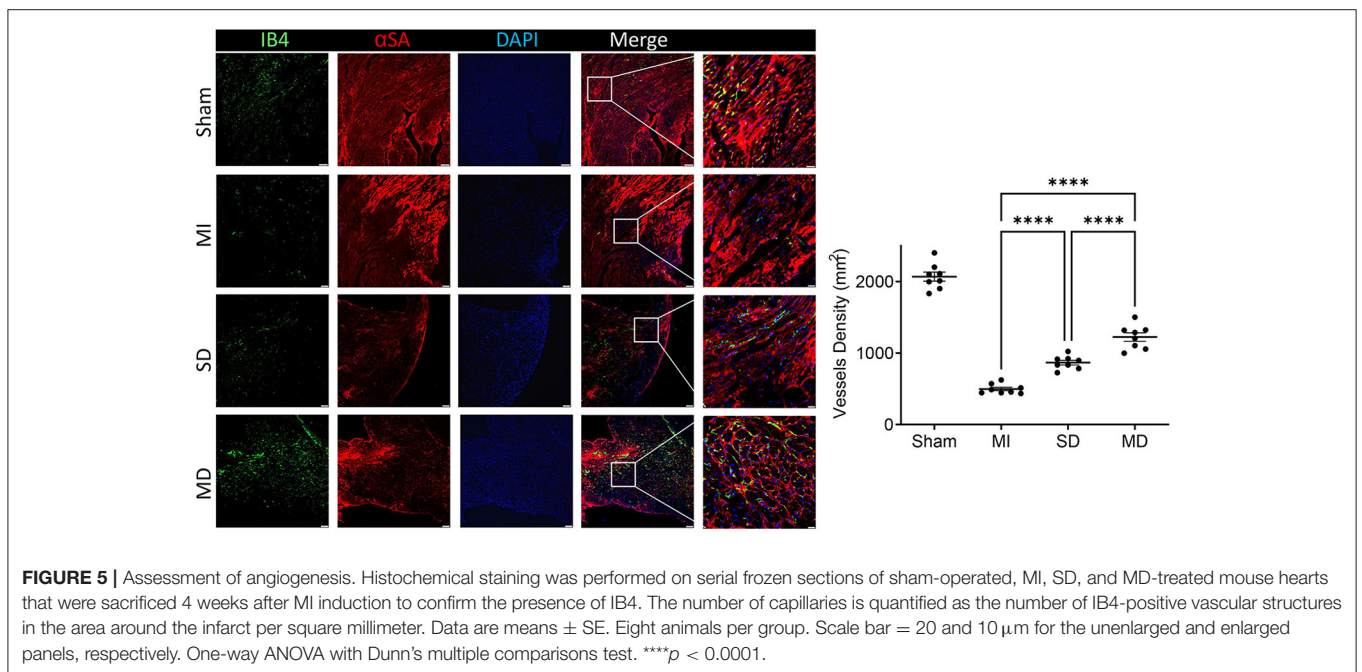 IB4 αSA DAPI Merge
Sham
MI
SD
MD
****
**** ****
Vessels Density (mm²)
2000
1000
0
Sham MI SD MD
FIGURE 5 | Assessment of angiogenesis. Histochemical staining was performed on serial frozen sections of sham-operated, MI, SD, and MD-treated mouse hearts
that were sacrificed 4 weeks after MI induction to confirm the presence of IB4. The number of capillaries is quantified as the number of IB4-positive vascular structures
in the area around the infarct per square millimeter. Data are means ± SE. Eight animals per group. Scale bar = 20 and 10 μm for the unenlarged and enlarged
panels, respectively. One-way ANOVA with Dunn's multiple comparisons test. ****p < 0.0001.